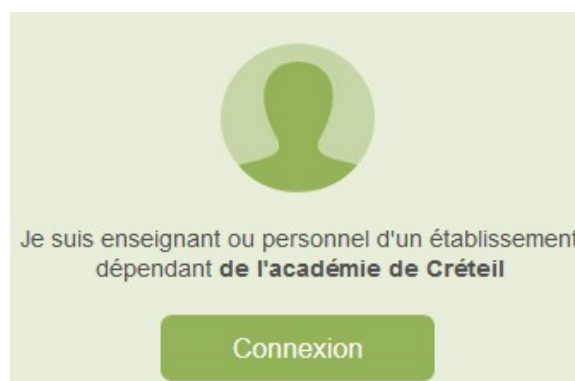 Je suis enseignant ou personnel d'un établissement
dépendant de l'académie de Créteil
Connexion